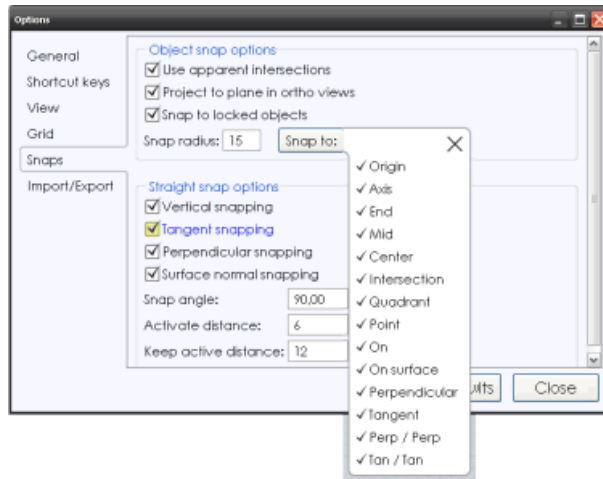 Options
General
Shortcut keys
View
Grid
Snaps
Import/Export
Object snap options
Use apparent intersections
Project to plane in ortho views
Snap to locked objects
Snap radius: 15 Snap to:
Origin
Axis
End
Mid
Center
Intersection
Quadrant
Point
On
On surface
Perpendicular
Tangent
Perp / Perp
Tan / Tan
Straight snap options
Vertical snapping
Tangent snapping
Perpendicular snapping
Surface normal snapping
Snap angle: 90,00
Activate distance: 6
Keep active distance: 12
Close